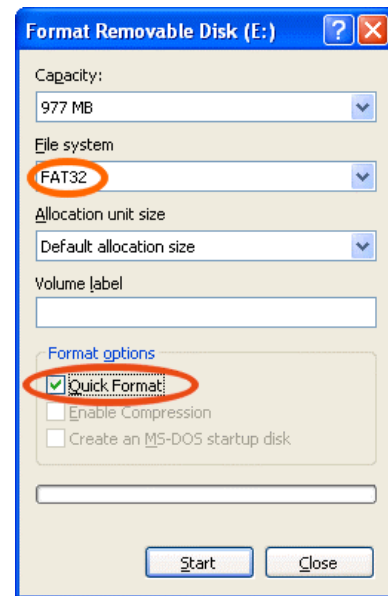 Format Removable Disk (E:)
Capacity:
977 MB
File system
FAT32
Allocation unit size
Default allocation size
Volume label
Format options
Quick Format
Enable Compression
Create an MS-DOS startup disk
Start Close